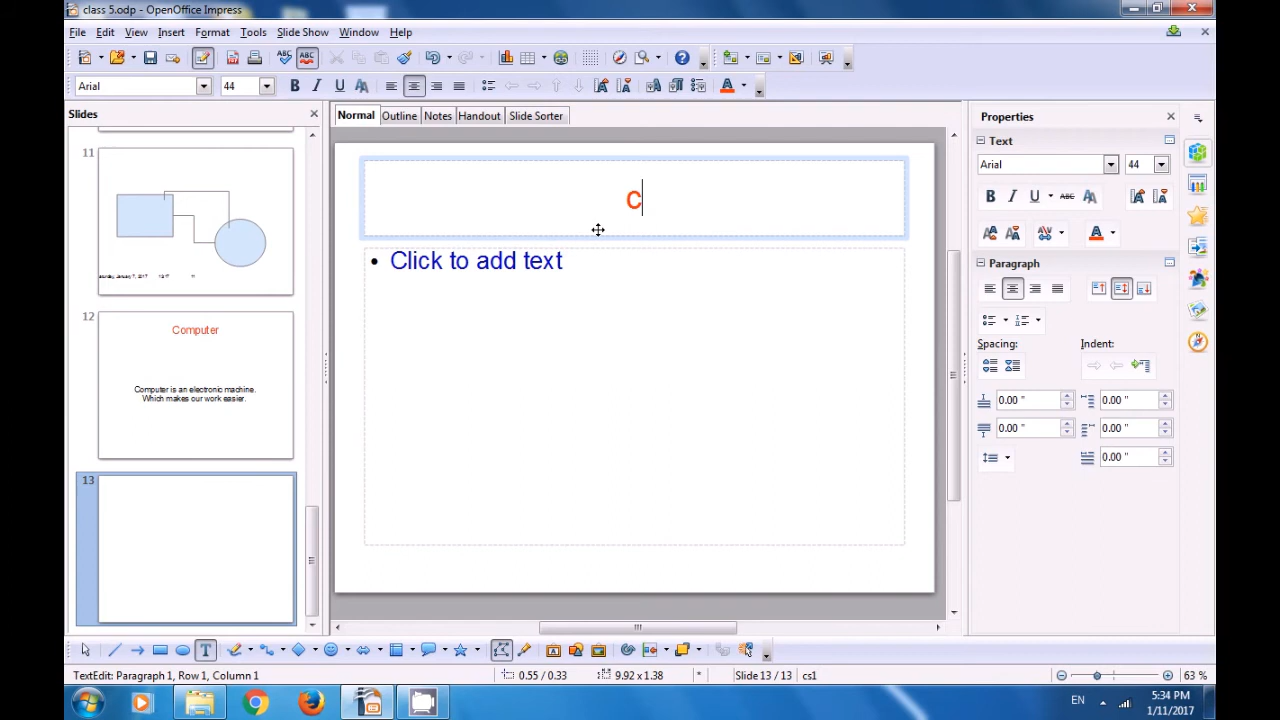 class 5.odp - OpenOffice Impress
File Edit View Insert Format Tools Slide Show Window Help
Arial 44
Slides
Normal Outline Notes Handout Slide Sorter
Properties
Text
Arial 44
11
12
Computer
Computer is an electronic machine.
Which makes our work easier.
13
C
• Click to add text
Paragraph
Spacing: Indent:
0.00 " 0.00 "
0.00 " 0.00 "
0.00 "
TextEdit: Paragraph 1, Row 1, Column 1 0.55 / 0.33 9.92 x 1.38 * Slide 13 / 13 cs1 63 %
EN 5:34 PM
1/11/2017